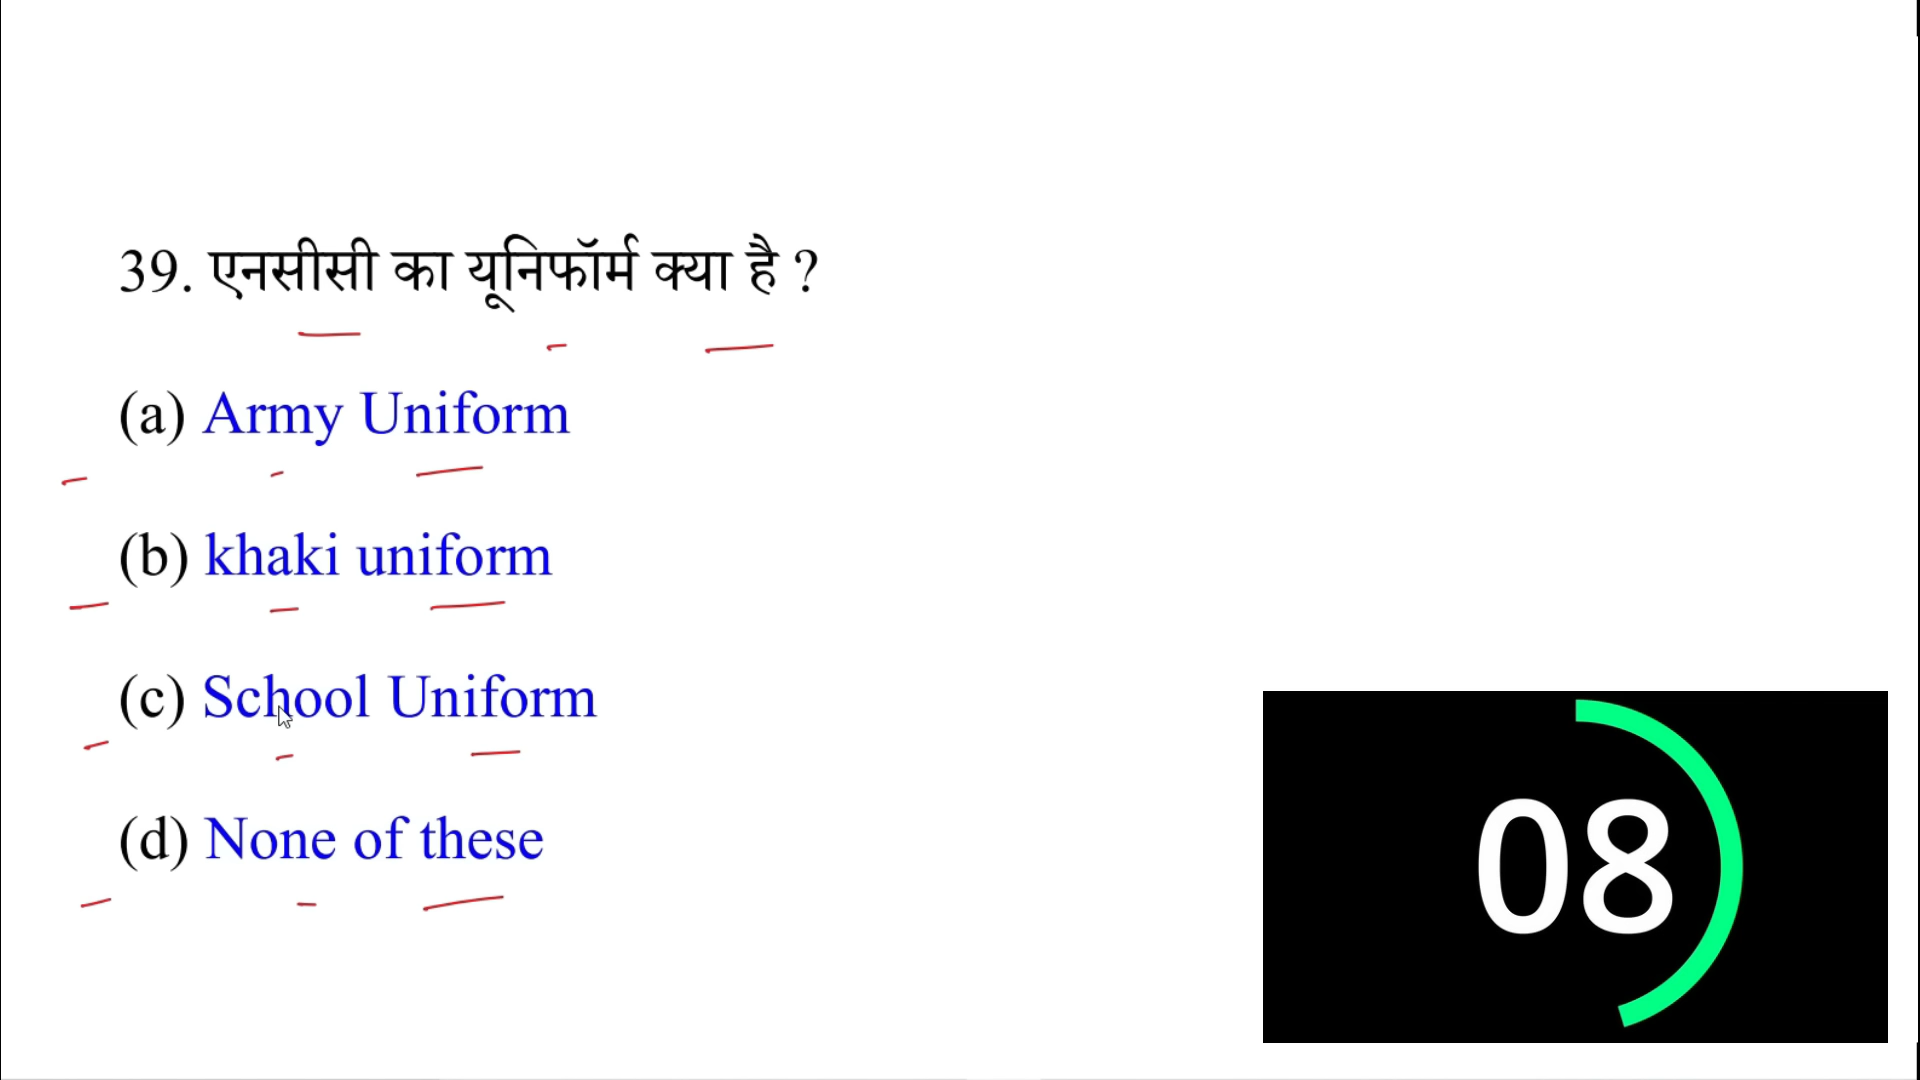 39. एनसीसी का यूनिफॉर्म क्या है ?
(a) Army Uniform
(b) khaki uniform
(c) School Uniform
(d) None of these
08